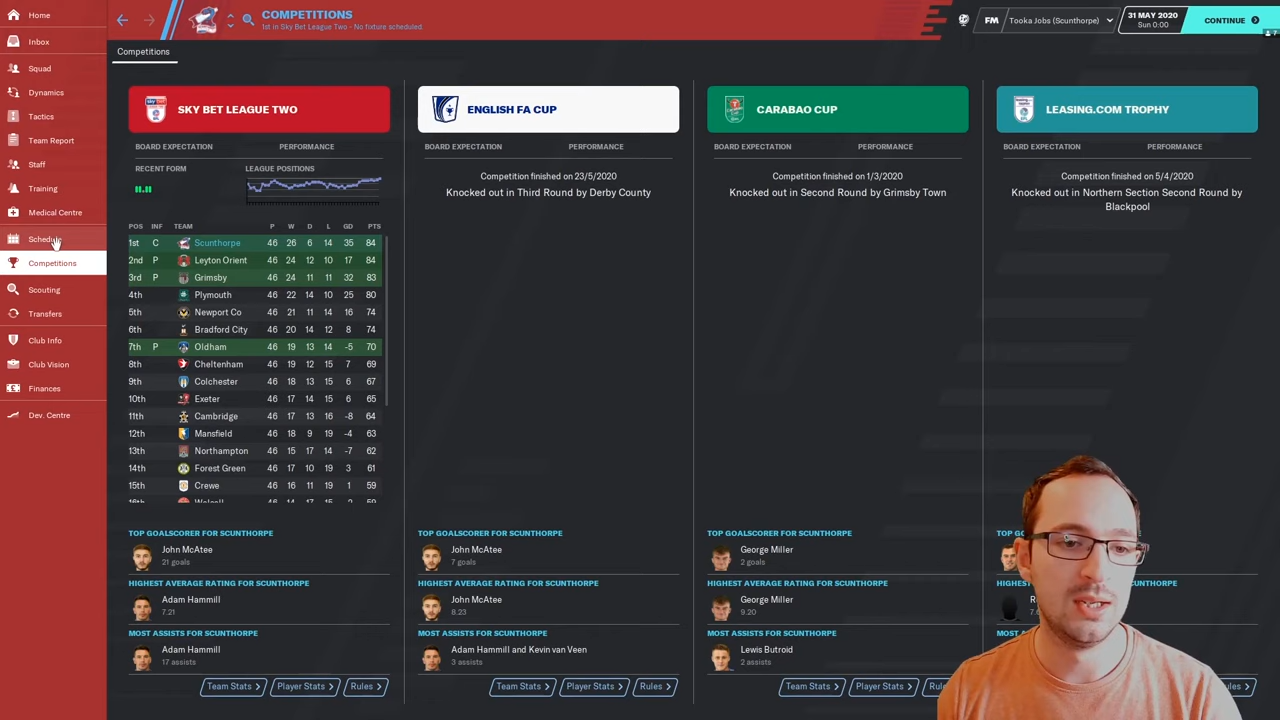 Home
Inbox
Squad
Dynamics
Tactics
Team Report
Staff
Training
Medical Centre
Schedule
Competitions
Scouting
Transfers
Club Info
Club Vision
Finances
Dev. Centre
COMPETITIONS
1st in Sky Bet League Two - No fixture scheduled
FM Tooka Jobs (Scunthorpe)
31 MAY 2020
Sun 0:00
CONTINUE
7
Competitions
SKY BET LEAGUE TWO
BOARD EXPECTATION PERFORMANCE
RECENT FORM LEAGUE POSITIONS
POS INF TEAM P W D L GD PTS
1st C Scunthorpe 46 26 6 14 35 84
2nd P Leyton Orient 46 24 12 10 17 84
3rd P Grimsby 46 24 11 11 32 83
4th Plymouth 46 22 14 10 25 80
5th Newport Co 46 21 11 14 16 74
6th Bradford City 46 20 14 12 8 74
7th P Oldham 46 19 13 14 -5 70
8th Cheltenham 46 19 12 15 7 69
9th Colchester 46 18 13 15 6 67
10th Exeter 46 17 14 15 6 65
11th Cambridge 46 17 13 16 -8 64
12th Mansfield 46 18 9 19 -4 63
13th Northampton 46 15 17 14 -7 62
14th Forest Green 46 17 10 19 3 61
15th Crewe 46 16 11 19 1 59
TOP GOALSCORER FOR SCUNTHORPE
John McAtee
21 goals
HIGHEST AVERAGE RATING FOR SCUNTHORPE
Adam Hammill
7.21
MOST ASSISTS FOR SCUNTHORPE
Adam Hammill
17 assists
Team Stats Player Stats Rules
ENGLISH FA CUP
BOARD EXPECTATION PERFORMANCE
Competition finished on 23/5/2020
Knocked out in Third Round by Derby County
TOP GOALSCORER FOR SCUNTHORPE
John McAtee
7 goals
HIGHEST AVERAGE RATING FOR SCUNTHORPE
John McAtee
8.23
MOST ASSISTS FOR SCUNTHORPE
Adam Hammill and Kevin van Veen
3 assists
Team Stats Player Stats Rules
CARABAO CUP
BOARD EXPECTATION PERFORMANCE
Competition finished on 1/3/2020
Knocked out in Second Round by Grimsby Town
TOP GOALSCORER FOR SCUNTHORPE
George Miller
2 goals
HIGHEST AVERAGE RATING FOR SCUNTHORPE
George Miller
9.20
MOST ASSISTS FOR SCUNTHORPE
Lewis Butroid
2 assists
Team Stats Player Stats
LEASING.COM TROPHY
BOARD EXPECTATION PERFORMANCE
Competition finished on 5/4/2020
Knocked out in Northern Section Second Round by
Blackpool